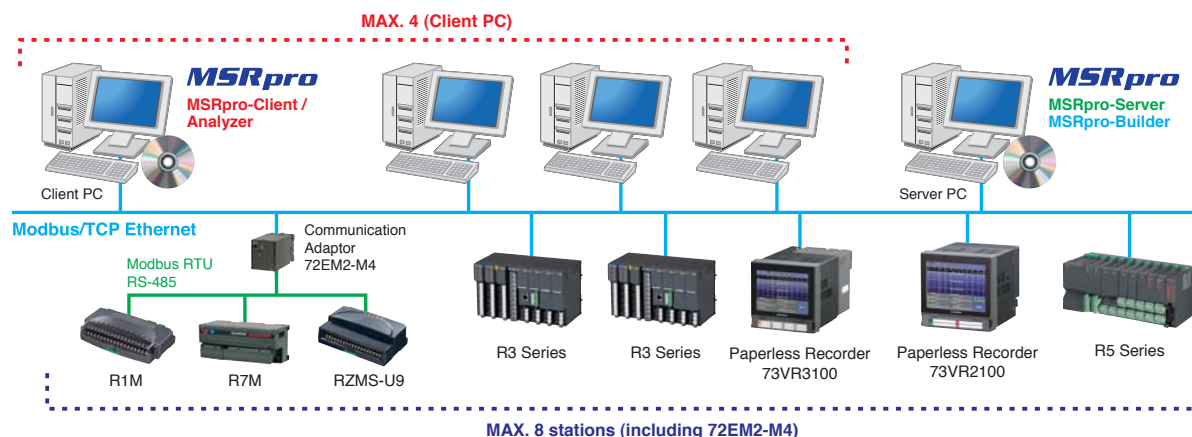 MAX. 4 (Client PC)
MSRpro
MSRpro-Client /
Analyzer
Client PC
MSRpro
MSRpro-Server
MSRpro-Builder
Server PC
Modbus/TCP Ethernet
Communication
Adaptor
72EM2-M4
Modbus RTU
RS-485
R1M
R7M
RZMS-U9
R3 Series
R3 Series
Paperless Recorder
73VR3100
Paperless Recorder
73VR2100
R5 Series
MAX. 8 stations (including 72EM2-M4)